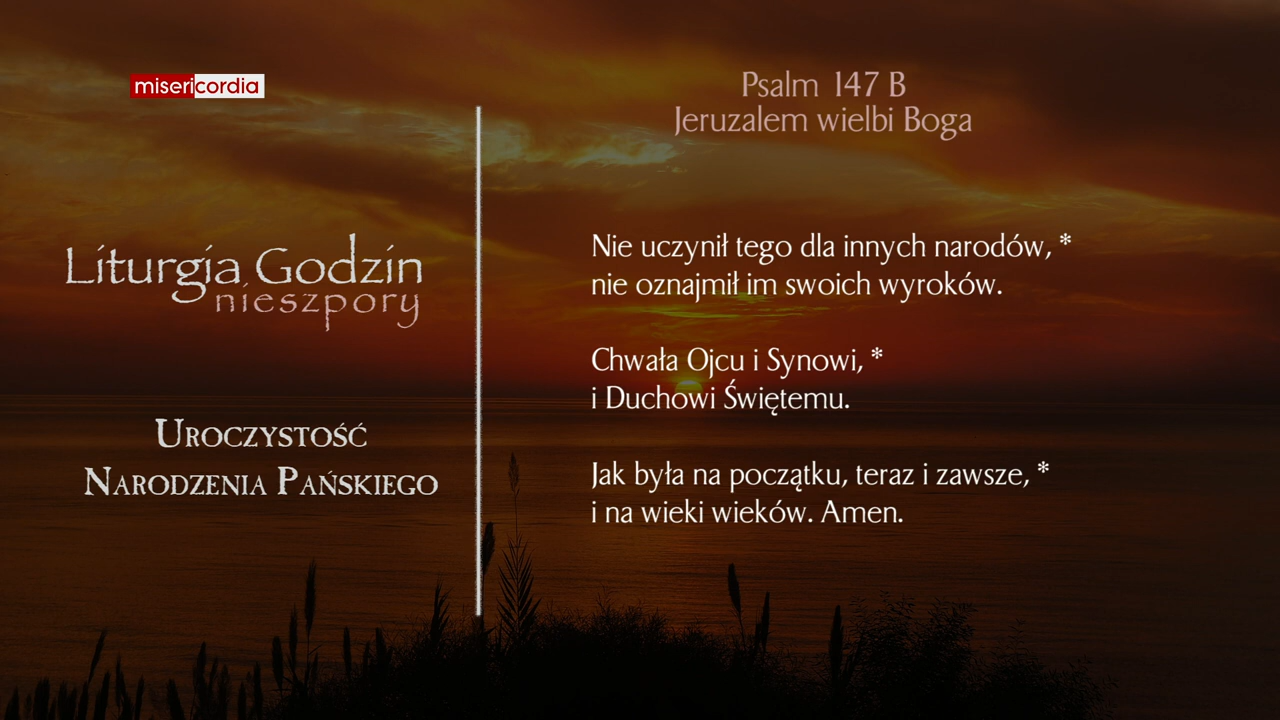 misericordia
Liturgia Godzin
nieszpory
Uroczystość
Narodzenia Pańskiego
Psalm 147 B
Jeruzalem wielbi Boga
Nie uczynił tego dla innych narodów, *
nie oznajmił im swoich wyroków.
Chwała Ojcu i Synowi, *
i Duchowi Świętemu.
Jak była na początku, teraz i zawsze, *
i na wieki wieków. Amen.